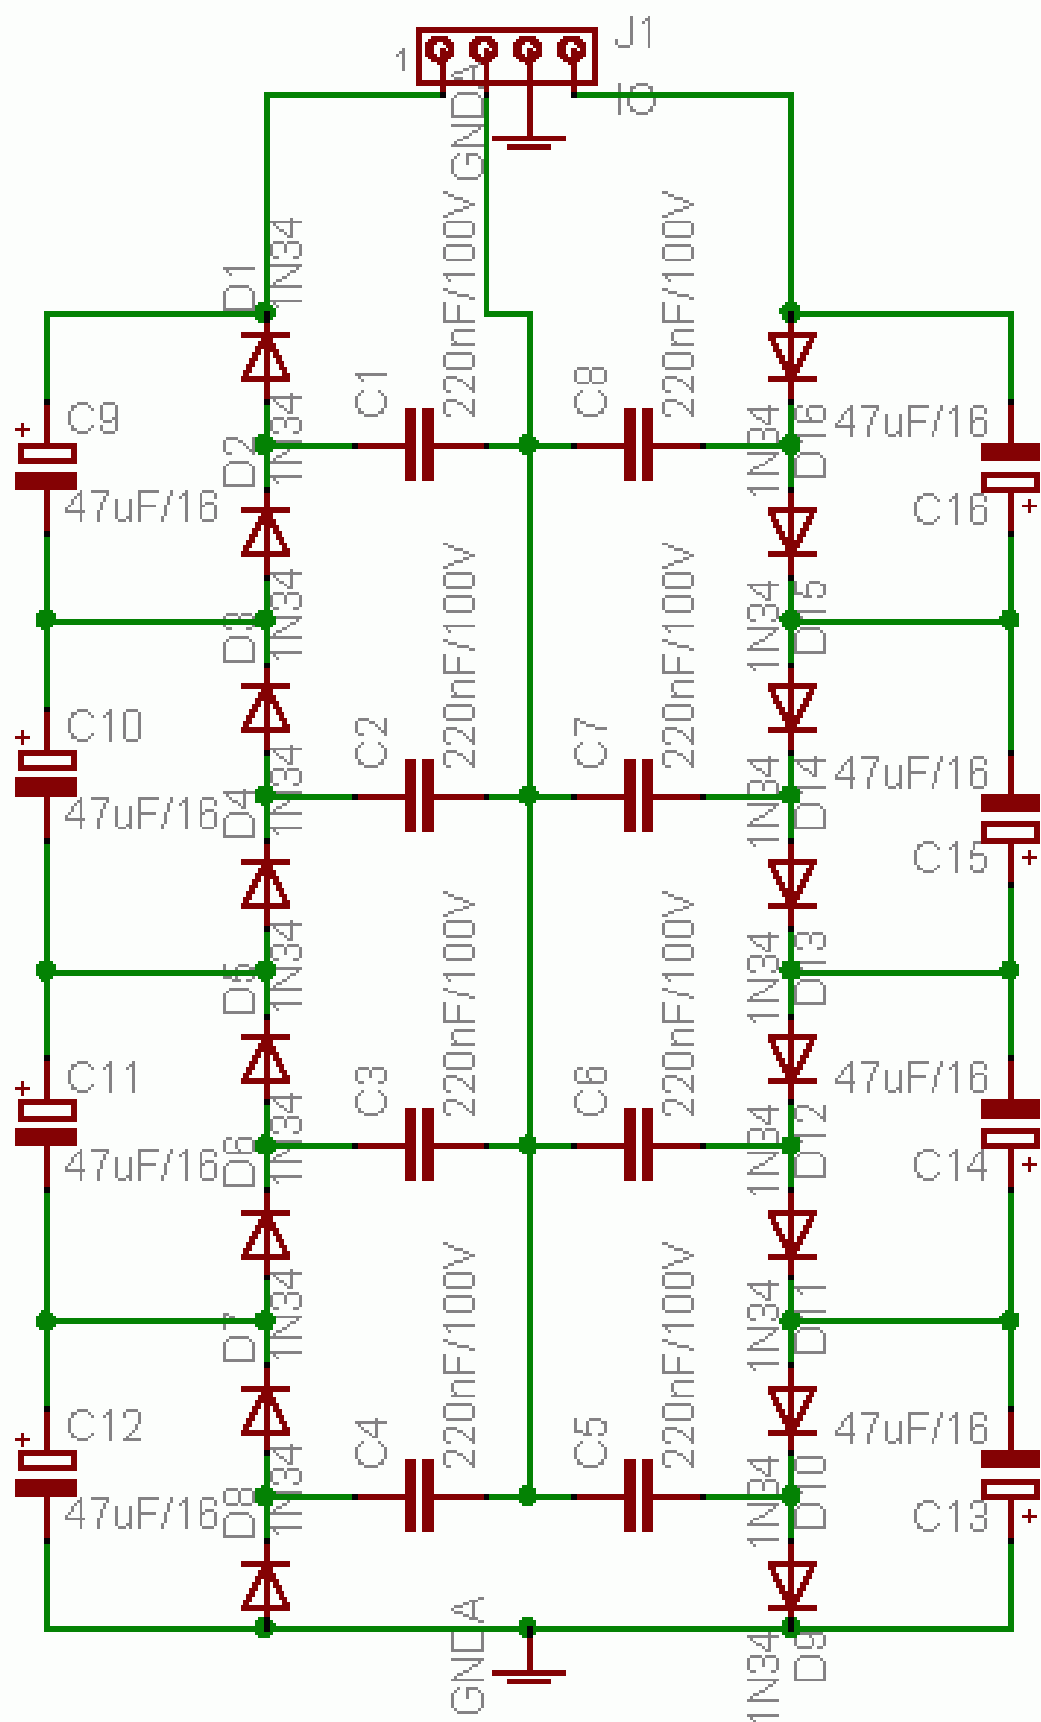 J1
1
GNDA
IO
D1
1N34
220nF/100V
220nF/100V
C1
C8
C9
47uF/16
D2
1N34
1N34
D16
47uF/16
C16
D3
1N34
220nF/100V
220nF/100V
1N34
D15
C10
47uF/16
C2
C7
D4
1N34
1N34
D14
47uF/16
C15
D5
1N34
220nF/100V
220nF/100V
1N34
D13
C11
47uF/16
C3
C6
D6
1N34
1N34
D12
47uF/16
C14
D7
1N34
220nF/100V
220nF/100V
1N34
D11
C12
47uF/16
C4
C5
D8
1N34
1N34
D10
47uF/16
C13
GNDA
1N34
D9